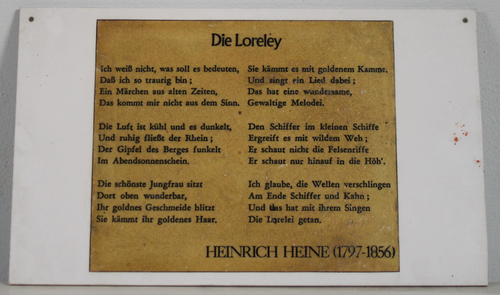 Die Loreley
Ich weiß nicht, was soll es bedeuten,
Daß ich so traurig bin ;
Ein Märchen aus alten Zeiten,
Das kommt mir nicht aus dem Sinn.
Die Luft ist kühl und es dunkelt,
Und ruhig fließt der Rhein ;
Der Gipfel des Berges funkelt
Im Abendsonnenschein.
Die schönste Jungfrau sitzt
Dort oben wunderbar,
Ihr goldnes Geschmeide blitzt
Sie kämmt ihr goldenes Haar.
Sie kämmt es mit goldenem Kamme,
Und singt ein Lied dabei ;
Das hat eine wundersame,
Gewaltige Melodei.
Den Schiffer im kleinen Schiffe
Ergreift es mit wildem Weh ;
Er schaut nicht die Felsenriffe
Er schaut nur hinauf in die Höh'.
Ich glaube, die Wellen verschlingen
Am Ende Schiffer und Kahn ;
Und das hat mit ihrem Singen
Die Lorelei getan.
HEINRICH HEINE (1797-1856)